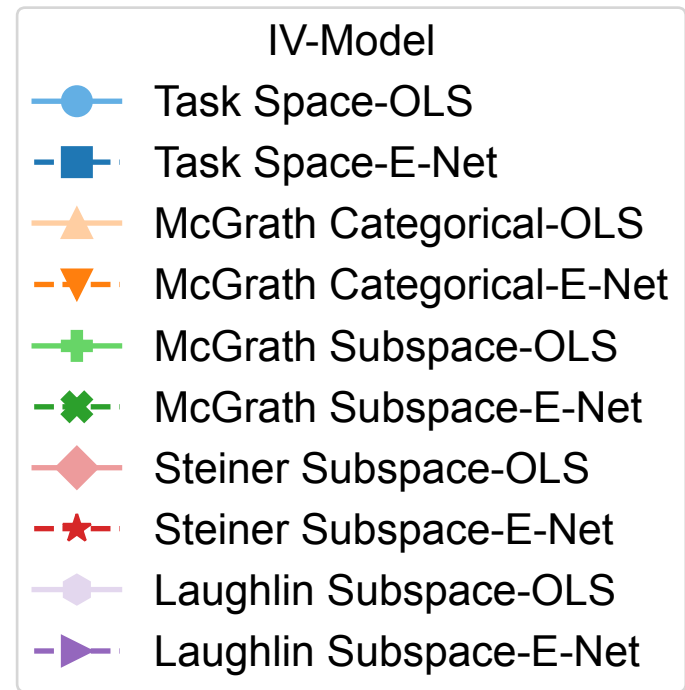 IV-Model
Task Space-OLS
Task Space-E-Net
McGrath Categorical-OLS
McGrath Categorical-E-Net
McGrath Subspace-OLS
McGrath Subspace-E-Net
Steiner Subspace-OLS
Steiner Subspace-E-Net
Laughlin Subspace-OLS
Laughlin Subspace-E-Net